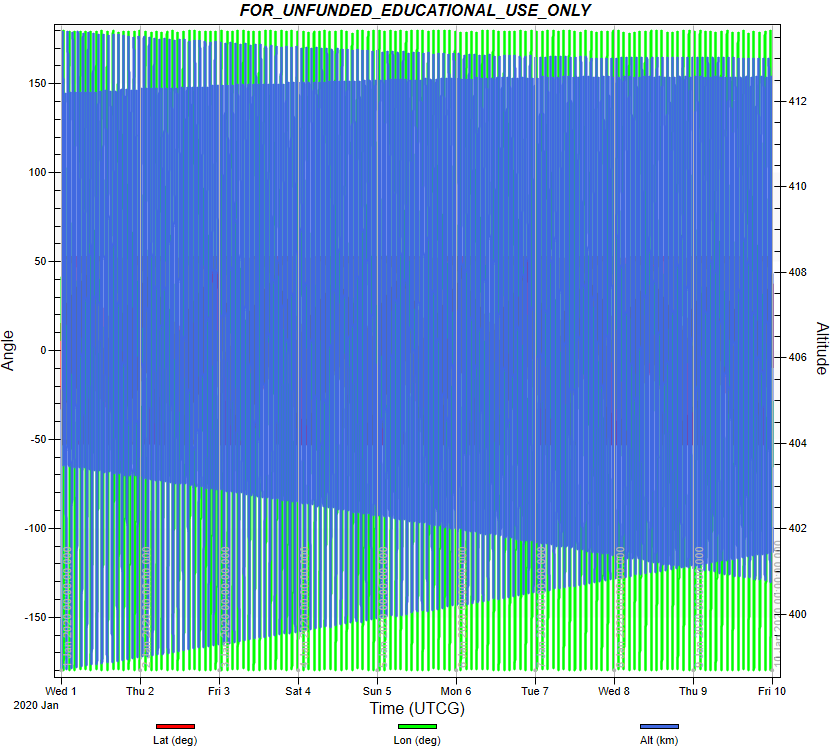 FOR_UNFUNDED_EDUCATIONAL_USE_ONLY
150
100
50
0
-50
-100
-150
Angle
412
410
408
406
404
402
400
Altitude
Wed 1
Thu 2
Fri 3
Sat 4
Sun 5
Mon 6
Tue 7
Wed 8
Thu 9
Fri 10
2020 Jan
Time (UTCG)
Lat (deg)
Lon (deg)
Alt (km)